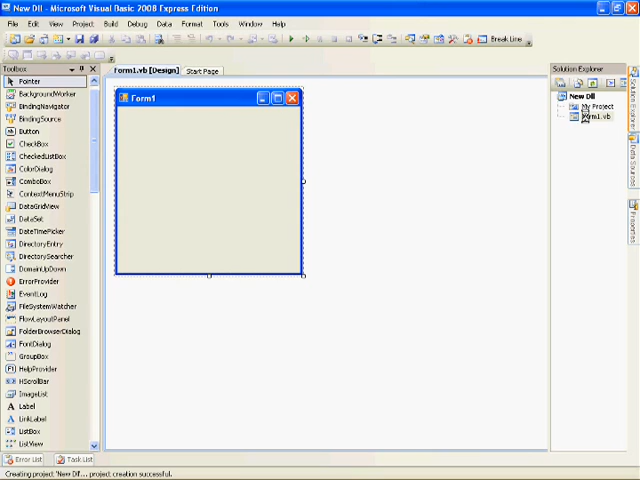 New Dll - Microsoft Visual Basic 2008 Express Edition
File Edit View Project Build Debug Data Format Tools Window Help
Break Line
Toolbox
Form1.vb [Design] Start Page
Solution Explorer
Pointer
BackgroundWorker
BindingNavigator
BindingSource
Button
CheckBox
CheckedListBox
ColorDialog
ComboBox
ContextMenuStrip
DataGridView
DataSet
DateTimePicker
DirectoryEntry
DirectorySearcher
DomainUpDown
ErrorProvider
EventLog
FileSystemWatcher
FlowLayoutPanel
FolderBrowserDialog
FontDialog
GroupBox
HelpProvider
HScrollBar
ImageList
Label
LinkLabel
ListBox
ListView
Form1
New Dll
My Project
Form1.vb
Solution Explorer
Data Sources
Properties
Error List Task List
Creating project 'New Dll'... project creation successful.